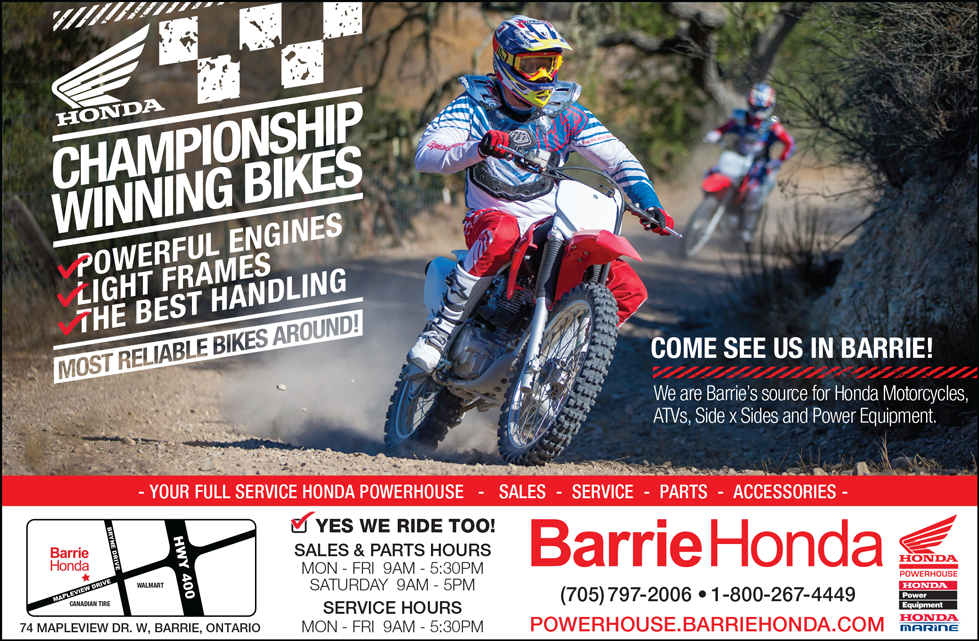 HONDA
CHAMPIONSHIP
WINNING BIKES
POWERFUL ENGINES
LIGHT FRAMES
THE BEST HANDLING
MOST RELIABLE BIKES AROUND!
COME SEE US IN BARRIE!
We are Barrie's source for Honda Motorcycles,
ATVs, Side x Sides and Power Equipment.
- YOUR FULL SERVICE HONDA POWERHOUSE - SALES - SERVICE - PARTS - ACCESSORIES -
Barrie
Honda
BRYNE DRIVE
HWY 400
MAPLEVIEW DRIVE
WALMART
CANADIAN TIRE
74 MAPLEVIEW DR. W, BARRIE, ONTARIO
YES WE RIDE TOO!
SALES & PARTS HOURS
MON - FRI 9AM - 5:30PM
SATURDAY 9AM - 5PM
SERVICE HOURS
MON - FRI 9AM - 5:30PM
BarrieHonda
(705) 797-2006 • 1-800-267-4449
POWERHOUSE.BARRIEHONDA.COM
HONDA
POWERHOUSE
HONDA
Power
Equipment
HONDA
MARINE